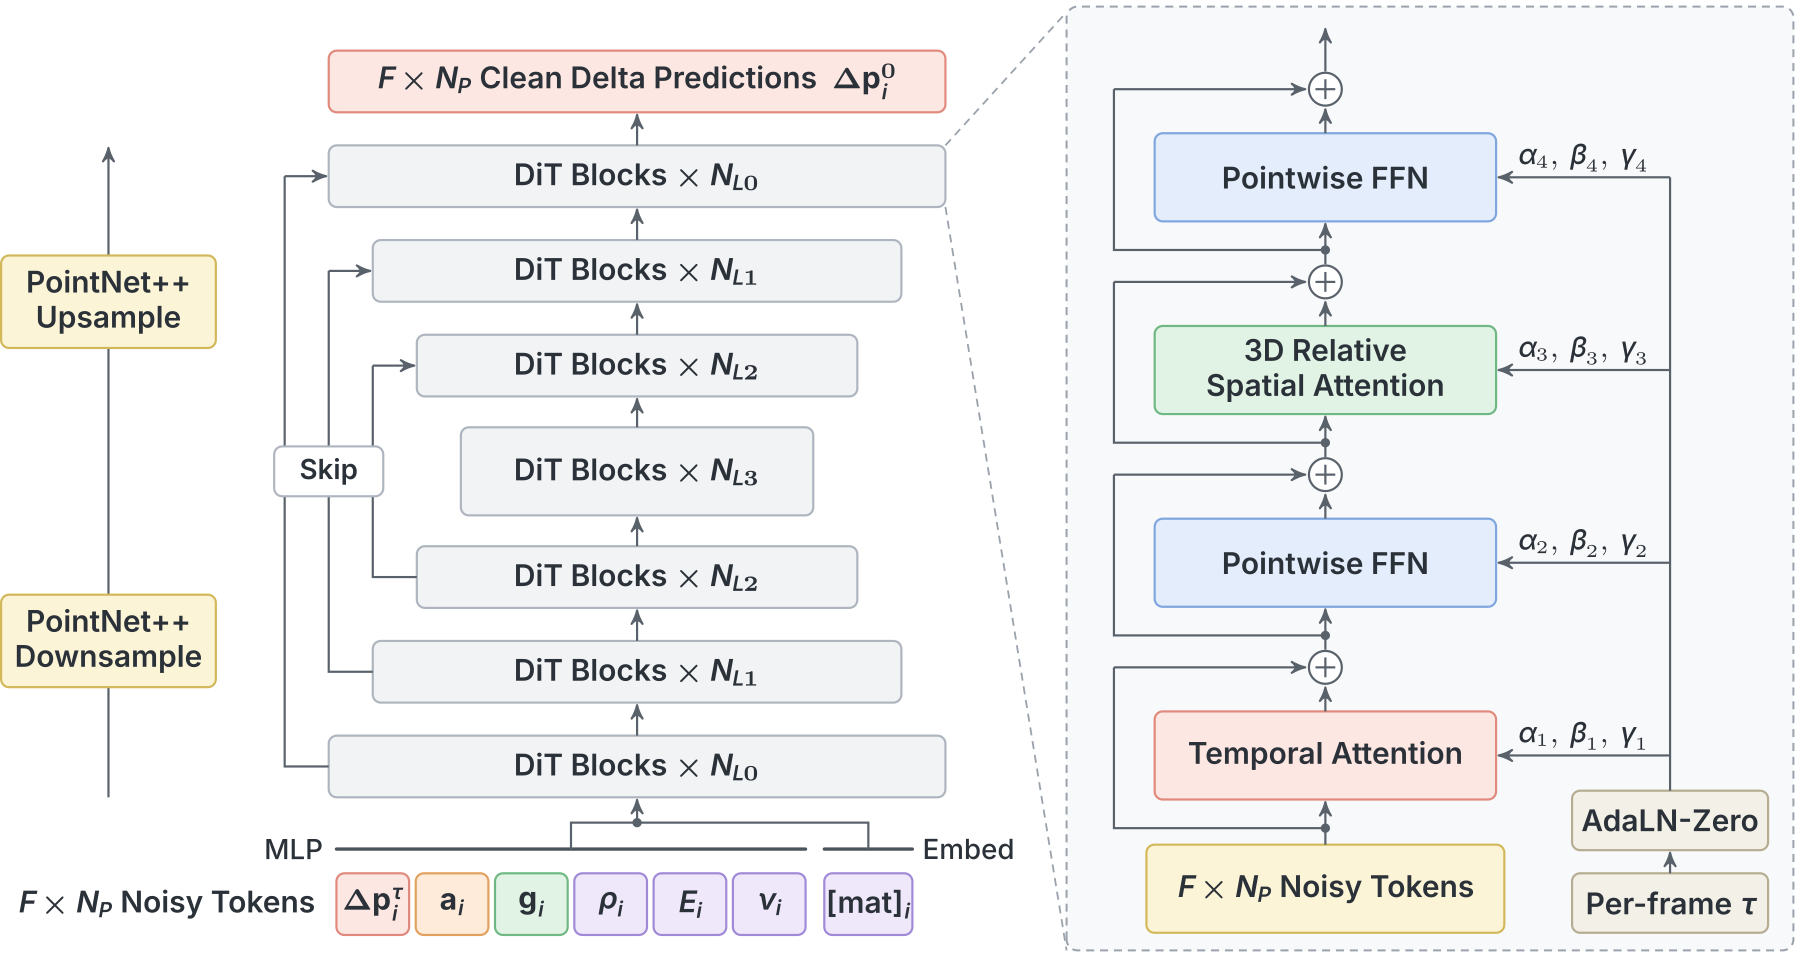 F × N_P Clean Delta Predictions Δp_i^0
DiT Blocks × N_L0
DiT Blocks × N_L1
DiT Blocks × N_L2
DiT Blocks × N_L3
DiT Blocks × N_L2
DiT Blocks × N_L1
DiT Blocks × N_L0
PointNet++
Upsample
PointNet++
Downsample
Skip
MLP
Embed
F × N_P Noisy Tokens Δp_i^τ a_i g_i ρ_i E_i ν_i [mat]_i
Pointwise FFN
α_4, β_4, γ_4
3D Relative
Spatial Attention
α_3, β_3, γ_3
Pointwise FFN
α_2, β_2, γ_2
Temporal Attention
α_1, β_1, γ_1
F × N_P Noisy Tokens
AdaLN-Zero
Per-frame τ